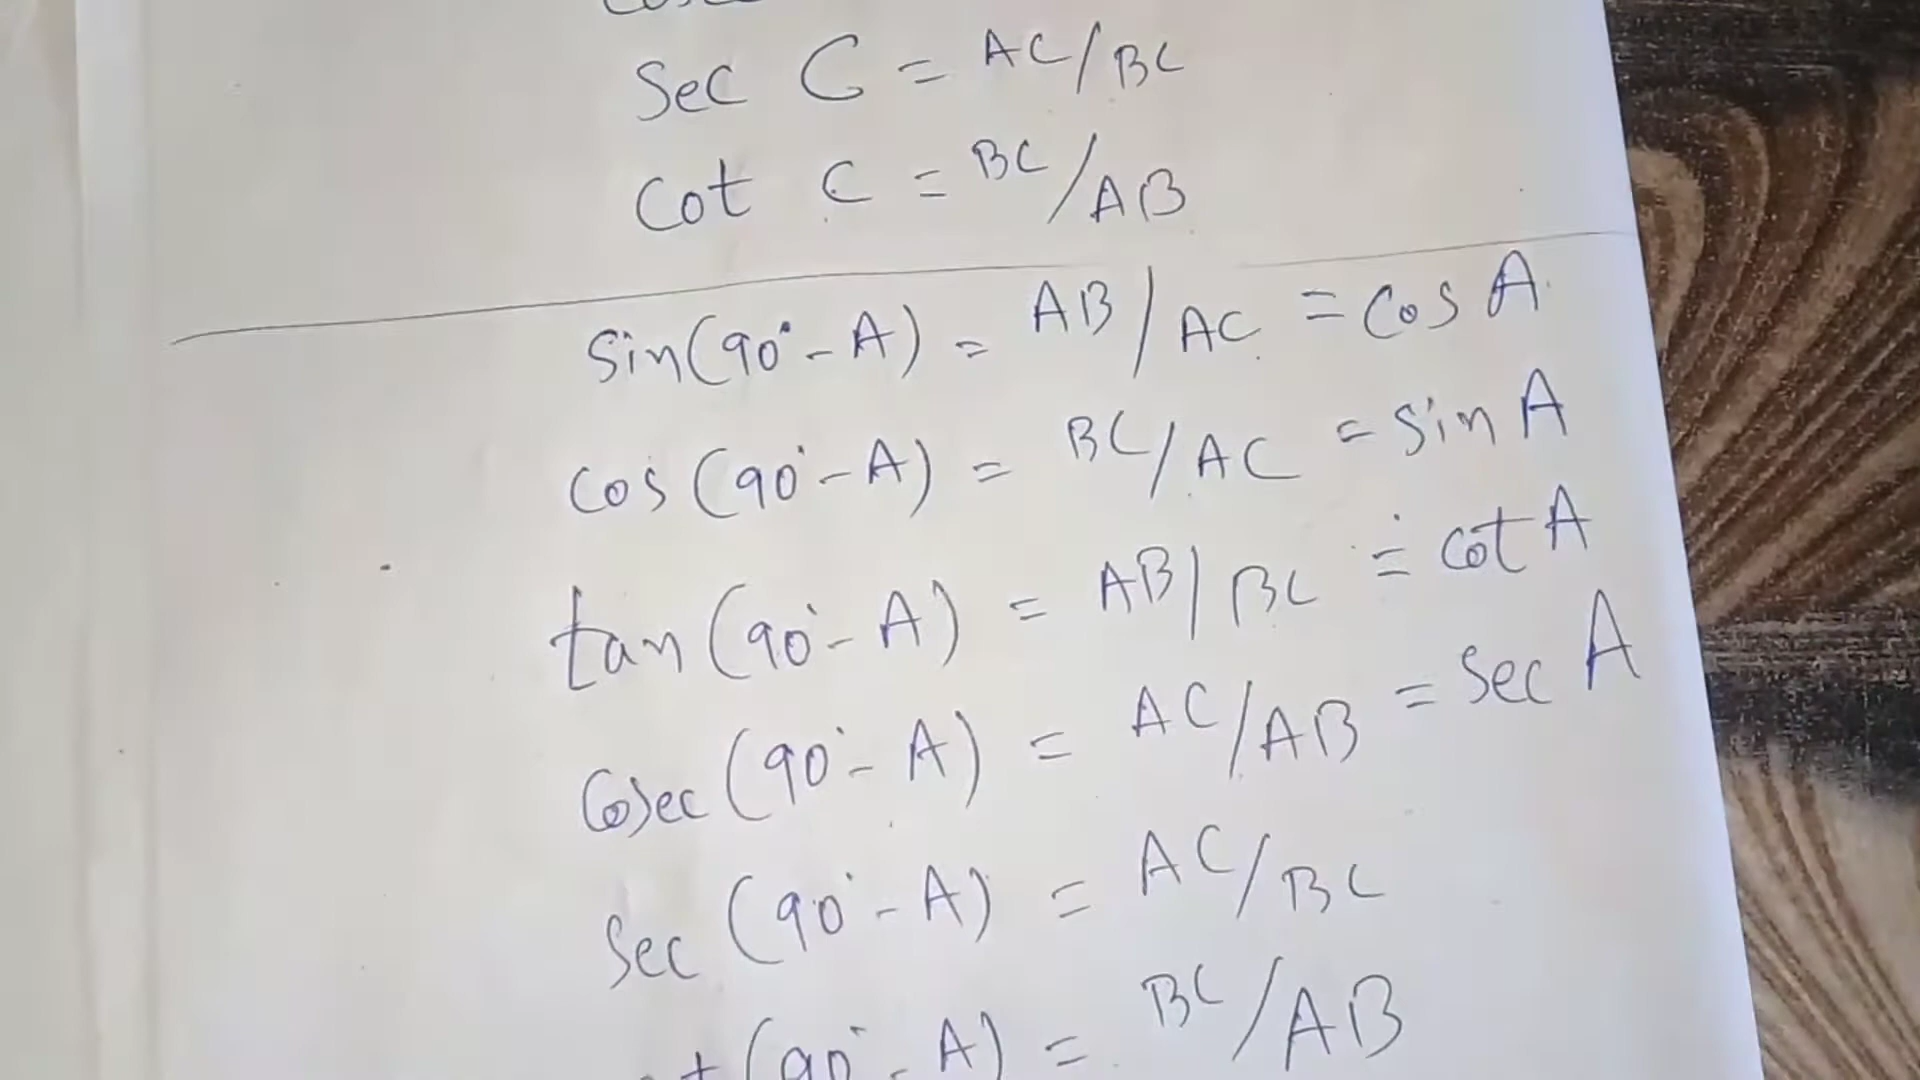 Sec C = AC/BC
Cot C = BC/AB
Sin(90°-A) = AB/AC = Cos A
Cos (90°-A) = BC/AC = Sin A
tan (90°-A) = AB/BC = Cot A
Cosec (90°-A) = AC/AB = Sec A
Sec (90°-A) = AC/BC
(90°-A) = BC/AB